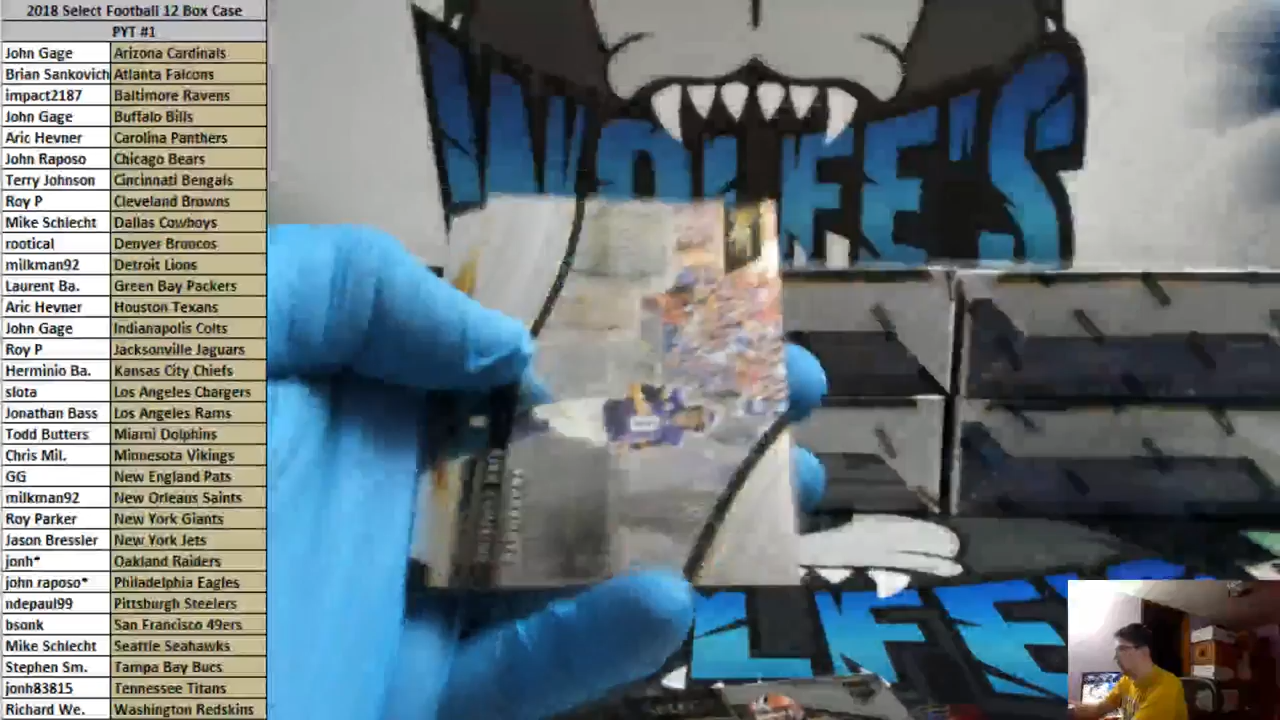 2018 Select Football 12 Box Case
PYT #1
John Gage Arizona Cardinals
Brian Sankovich Atlanta Falcons
impact2187 Baltimore Ravens
John Gage Buffalo Bills
Aric Hevner Carolina Panthers
John Raposo Chicago Bears
Terry Johnson Cincinnati Bengals
Roy P Cleveland Browns
Mike Schlecht Dallas Cowboys
rootical Denver Broncos
milkman92 Detroit Lions
Laurent Ba. Green Bay Packers
Aric Hevner Houston Texans
John Gage Indianapolis Colts
Roy P Jacksonville Jaguars
Herminio Ba. Kansas City Chiefs
slota Los Angeles Chargers
Jonathan Bass Los Angeles Rams
Todd Butters Miami Dolphins
Chris Mil. Minnesota Vikings
GG New England Pats
milkman92 New Orleans Saints
Roy Parker New York Giants
Jason Bressler New York Jets
jonh* Oakland Raiders
john raposo* Philadelphia Eagles
ndepaul99 Pittsburgh Steelers
bsonk San Francisco 49ers
Mike Schlecht Seattle Seahawks
Stephen Sm. Tampa Bay Bucs
jonh83815 Tennessee Titans
Richard We. Washington Redskins
WOLFE'S
LFE